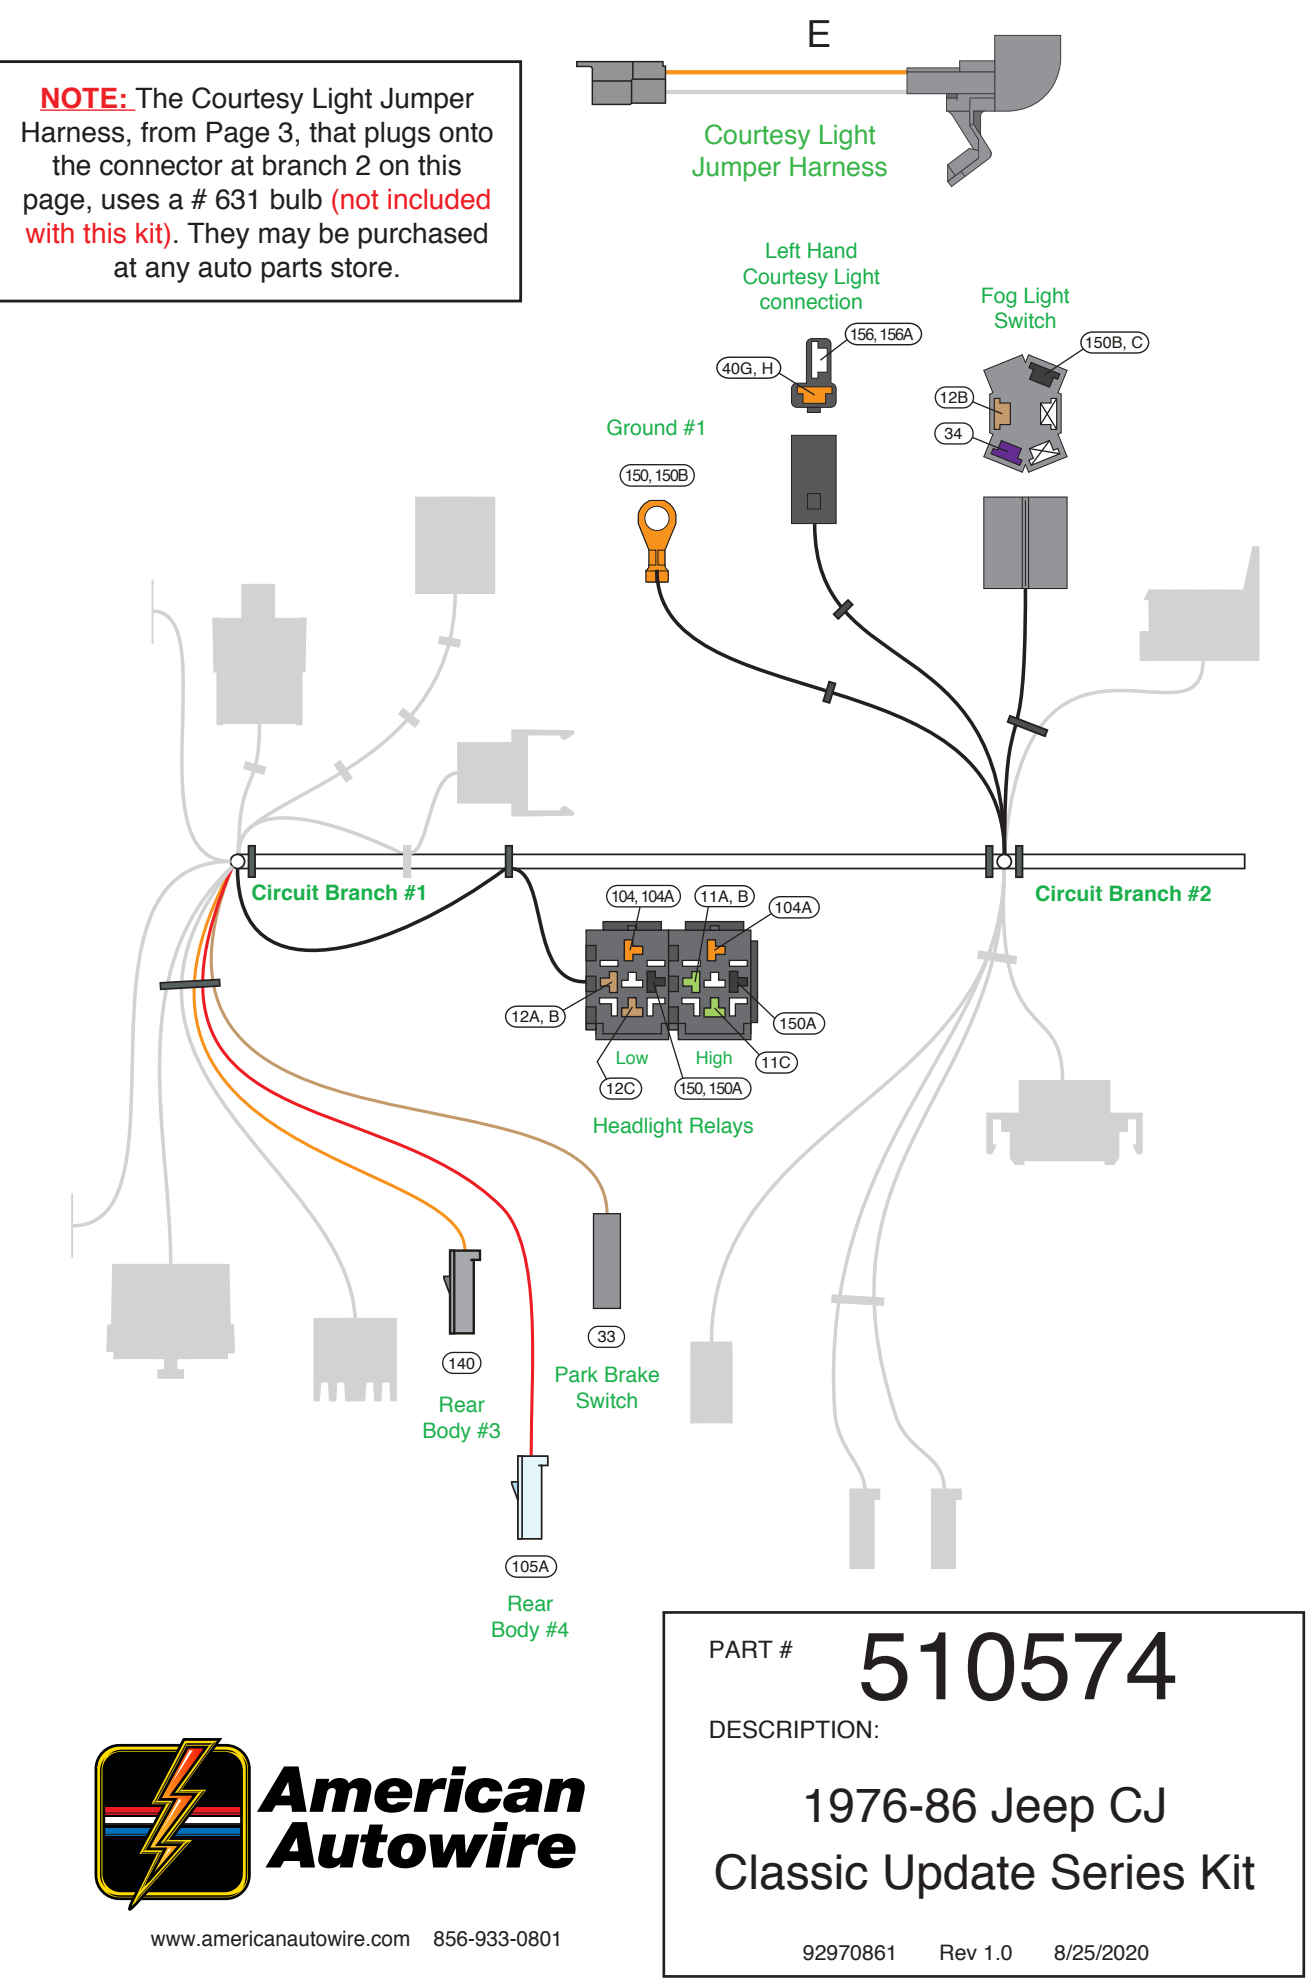 E
NOTE: The Courtesy Light Jumper
Harness, from Page 3, that plugs onto
the connector at branch 2 on this
page, uses a # 631 bulb (not included
with this kit). They may be purchased
at any auto parts store.
Courtesy Light
Jumper Harness
Left Hand
Courtesy Light
connection
Fog Light
Switch
156, 156A
150B, C
40G, H
12B
34
Ground #1
150, 150B
Circuit Branch #1
Circuit Branch #2
104, 104A
11A, B
104A
12A, B
150A
Low
High
11C
12C
150, 150A
Headlight Relays
33
Park Brake
Switch
140
Rear
Body #3
105A
Rear
Body #4
PART #
510574
DESCRIPTION:
1976-86 Jeep CJ
Classic Update Series Kit
92970861 Rev 1.0 8/25/2020
American
Autowire
www.americanautowire.com 856-933-0801